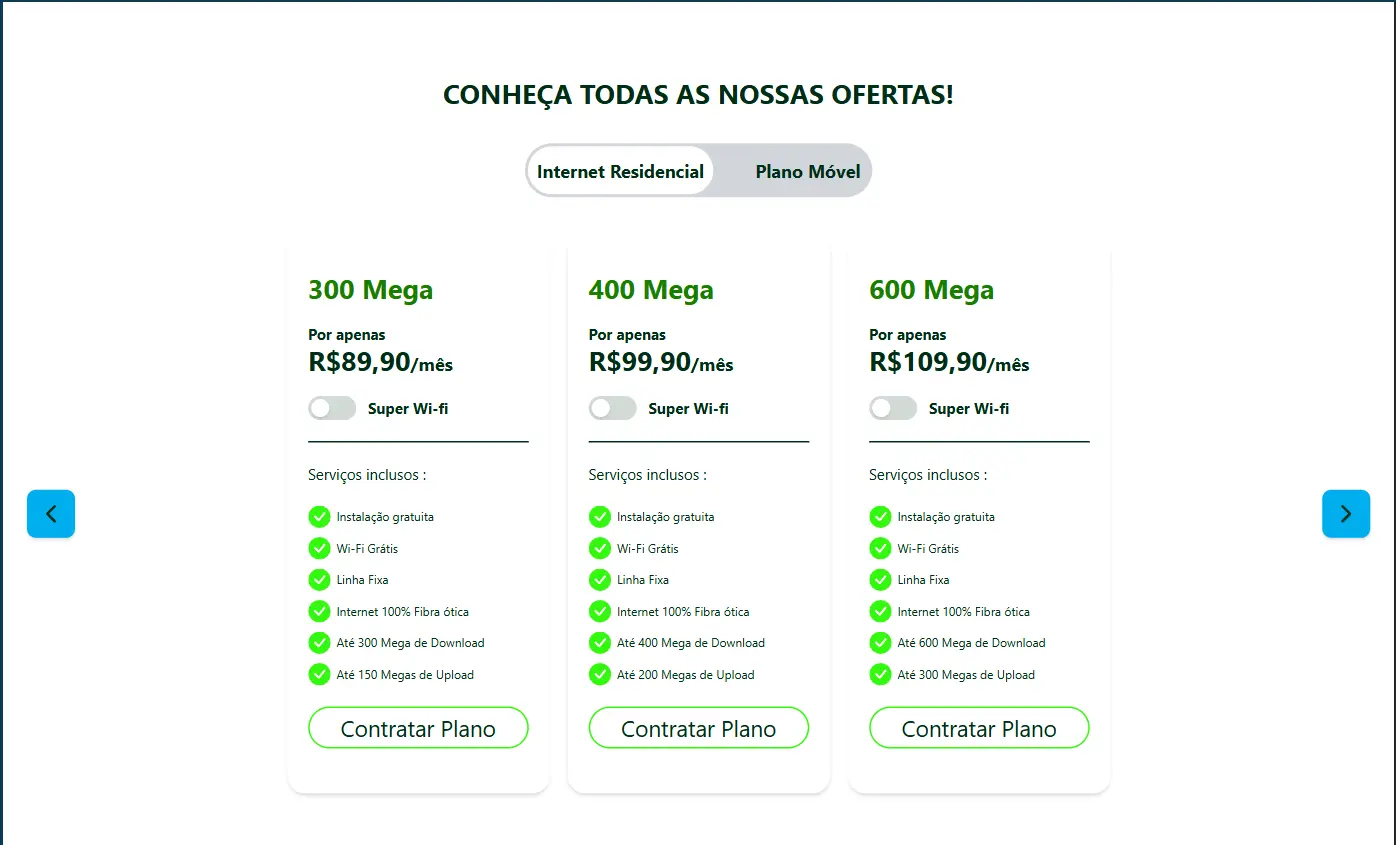 CONHEÇA TODAS AS NOSSAS OFERTAS!
Internet Residencial
Plano Móvel
300 Mega
Por apenas
R$89,90/mês
Super Wi-fi
Serviços inclusos :
Instalação gratuita
Wi-Fi Grátis
Linha Fixa
Internet 100% Fibra ótica
Até 300 Mega de Download
Até 150 Megas de Upload
Contratar Plano
400 Mega
Por apenas
R$99,90/mês
Super Wi-fi
Serviços inclusos :
Instalação gratuita
Wi-Fi Grátis
Linha Fixa
Internet 100% Fibra ótica
Até 400 Mega de Download
Até 200 Megas de Upload
Contratar Plano
600 Mega
Por apenas
R$109,90/mês
Super Wi-fi
Serviços inclusos :
Instalação gratuita
Wi-Fi Grátis
Linha Fixa
Internet 100% Fibra ótica
Até 600 Mega de Download
Até 300 Megas de Upload
Contratar Plano